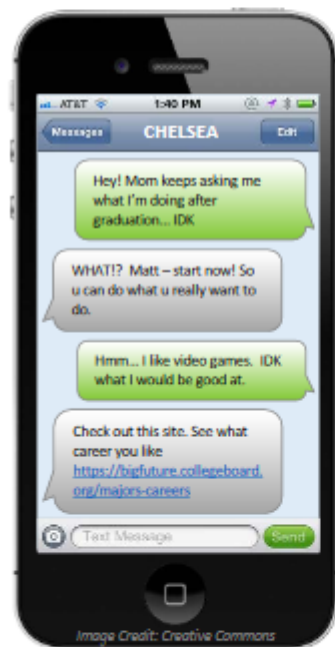 AT&T 1:40 PM
Messages CHELSEA Edit
Hey! Mom keeps asking me
what I'm doing after
graduation... IDK
WHAT!? Matt – start now! So
u can do what u really want to
do.
Hmm... I like video games. IDK
what I would be good at.
Check out this site. See what
career you like
https://bigfuture.collegeboard.
org/majors-careers
Text Message Send
Image Credit: Creative Commons